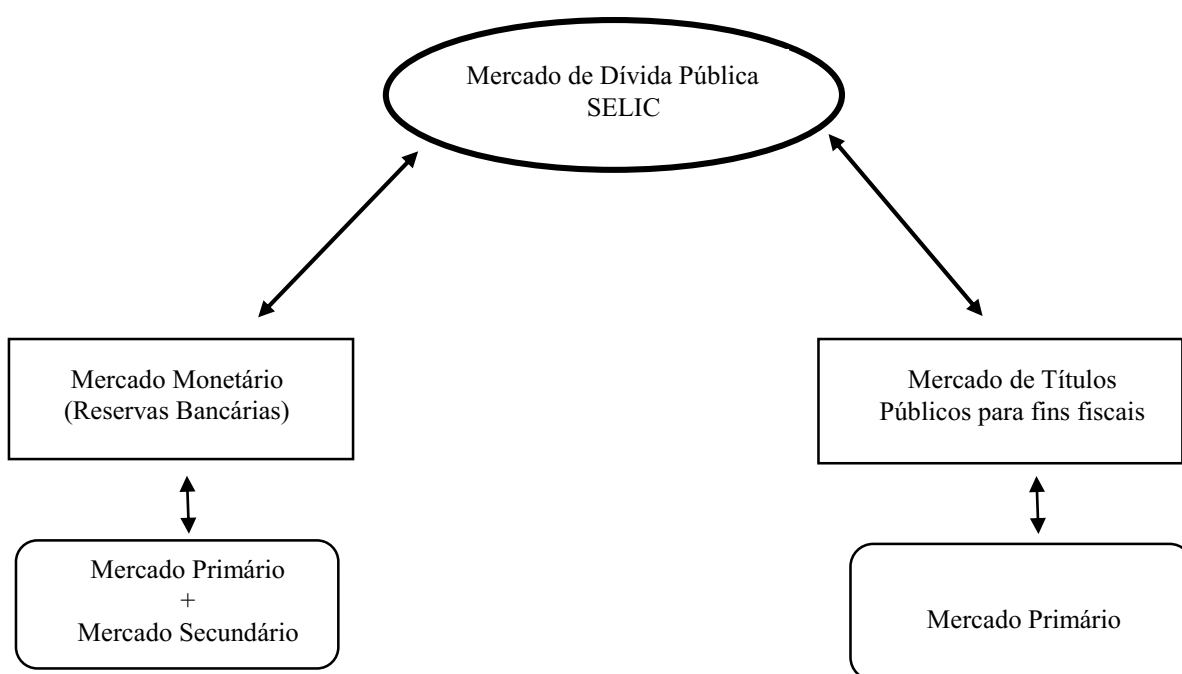 Mercado de Dívida Pública
SELIC
Mercado Monetário
(Reservas Bancárias)
Mercado de Títulos
Públicos para fins fiscais
Mercado Primário
+
Mercado Secundário
Mercado Primário